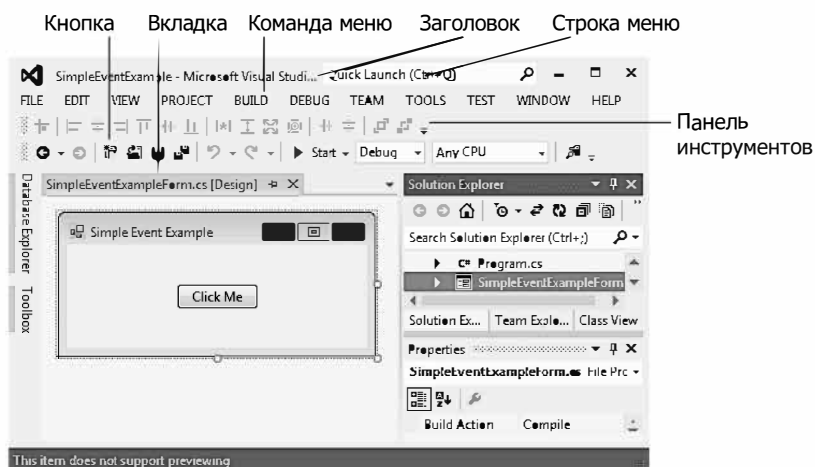 Кнопка Вкладка Команда меню Заголовок Строка меню
SimpleEventExample - Microsoft Visual Studi... Quick Launch (Ctrl+Q)
FILE EDIT VIEW PROJECT BUILD DEBUG TEAM TOOLS TEST WINDOW HELP
Панель
инструментов
Start Debug Any CPU
SimpleEventExampleForm.cs [Design]
Solution Explorer
Database Explorer
Toolbox
Simple Event Example
Click Me
Search Solution Explorer (Ctrl+;)
C# Program.cs
SimpleEventExampleForm
Solution Ex... Team Explo... Class View
Properties
SimpleEventExampleForm.cs File Prc
Build Action Compile
This item does not support previewing